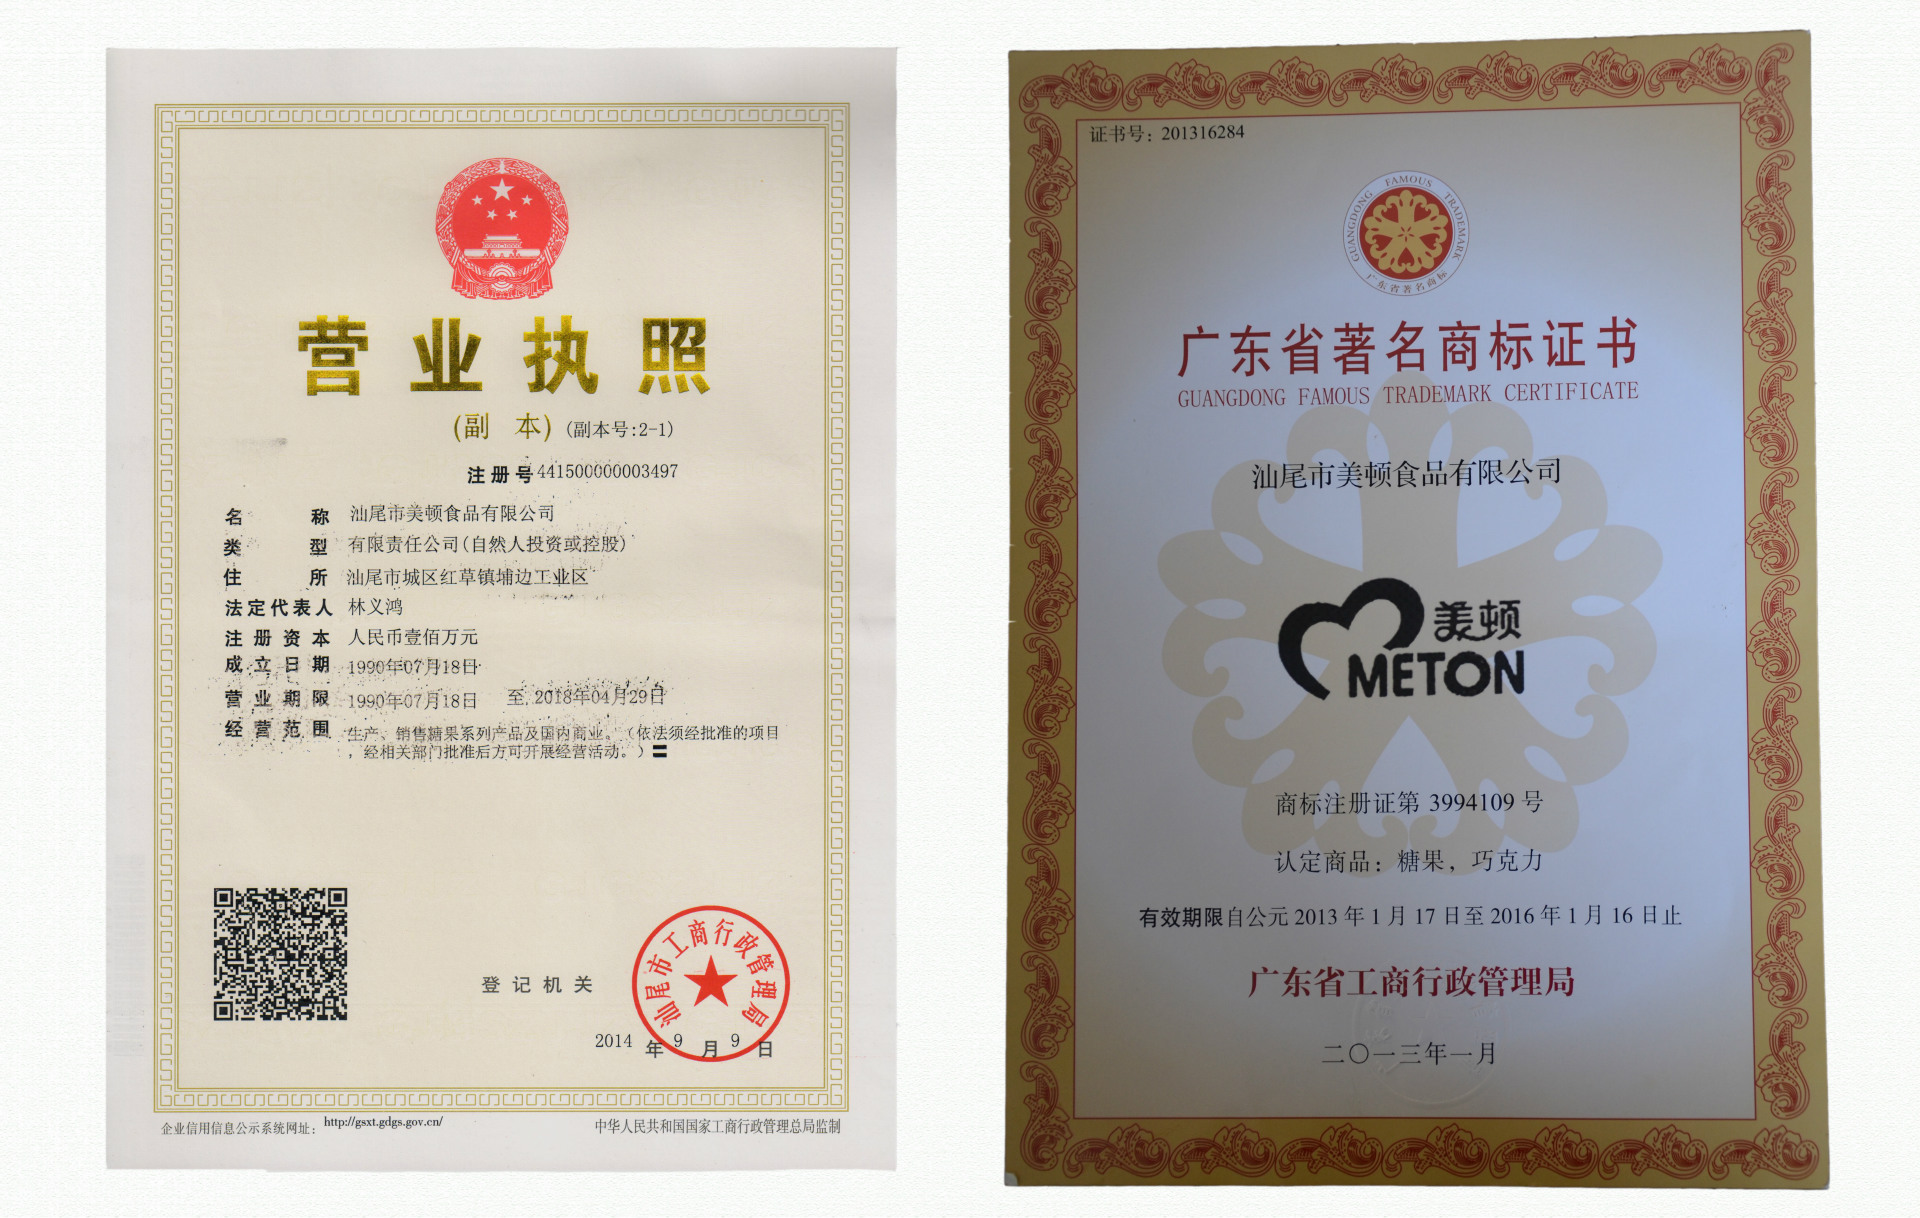 营业执照
(副 本) (副本号:2-1)
注册号 441500000003497
名 称 汕尾市美顿食品有限公司
类 型 有限责任公司(自然人投资或控股)
住 所 汕尾市城区红草镇埔边工业区
法定代表人 林义鸿
注册资本 人民币壹佰万元
成立日期 1990年07月18日
营业期限 1990年07月18日 至 2018年04月29日
经营范围 生产、销售糖果系列产品及国内商业。（依法须经批准的项目
，经相关部门批准后方可开展经营活动。）〓
登记机关
汕尾市工商行政管理局
2014 年 9 月 9 日
企业信用信息公示系统网址: http://gsxt.gdgs.gov.cn/
中华人民共和国国家工商行政管理总局监制
证书号: 201316284
GUANGDONG FAMOUS TRADEMARK
广东省著名商标
广东省著名商标证书
GUANGDONG FAMOUS TRADEMARK CERTIFICATE
汕尾市美顿食品有限公司
美顿
METON
商标注册证第 3994109 号
认定商品: 糖果, 巧克力
有效期限自公元 2013 年 1 月 17 日至 2016 年 1 月 16 日止
广东省工商行政管理局
二〇一三年一月